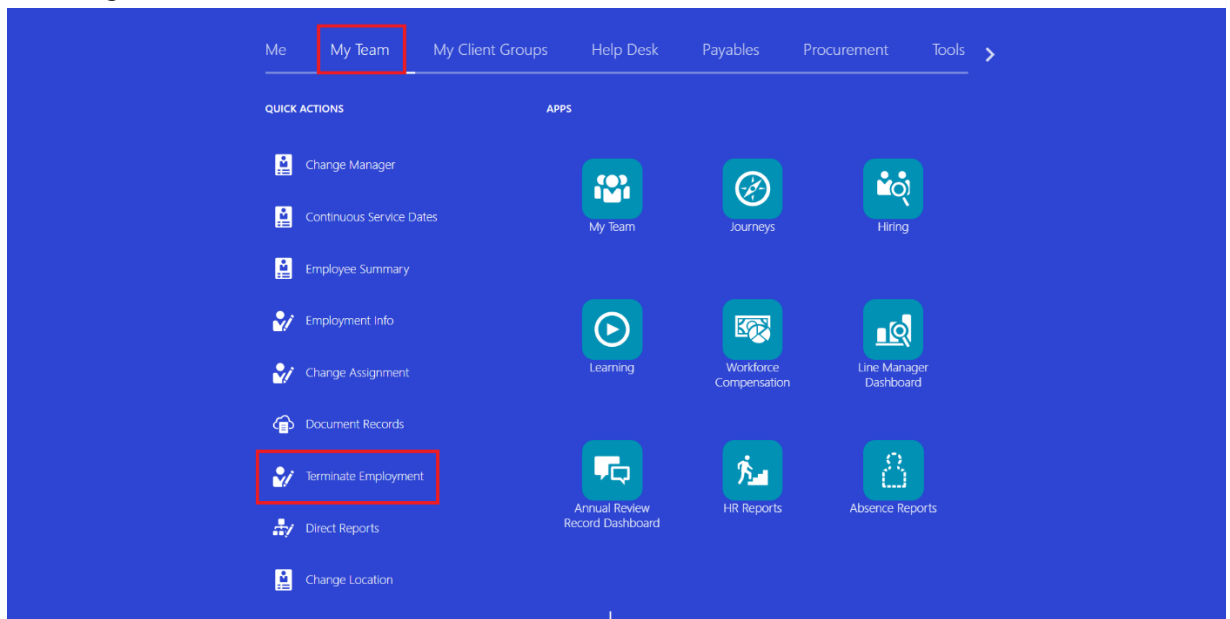 Me My Team My Client Groups Help Desk Payables Procurement Tools
QUICK ACTIONS
Change Manager
Continuous Service Dates
Employee Summary
Employment Info
Change Assignment
Document Records
Terminate Employment
Direct Reports
Change Location
APPS
My Team
Journeys
Hiring
Learning
Workforce
Compensation
Line Manager
Dashboard
Annual Review
Record Dashboard
HR Reports
Absence Reports